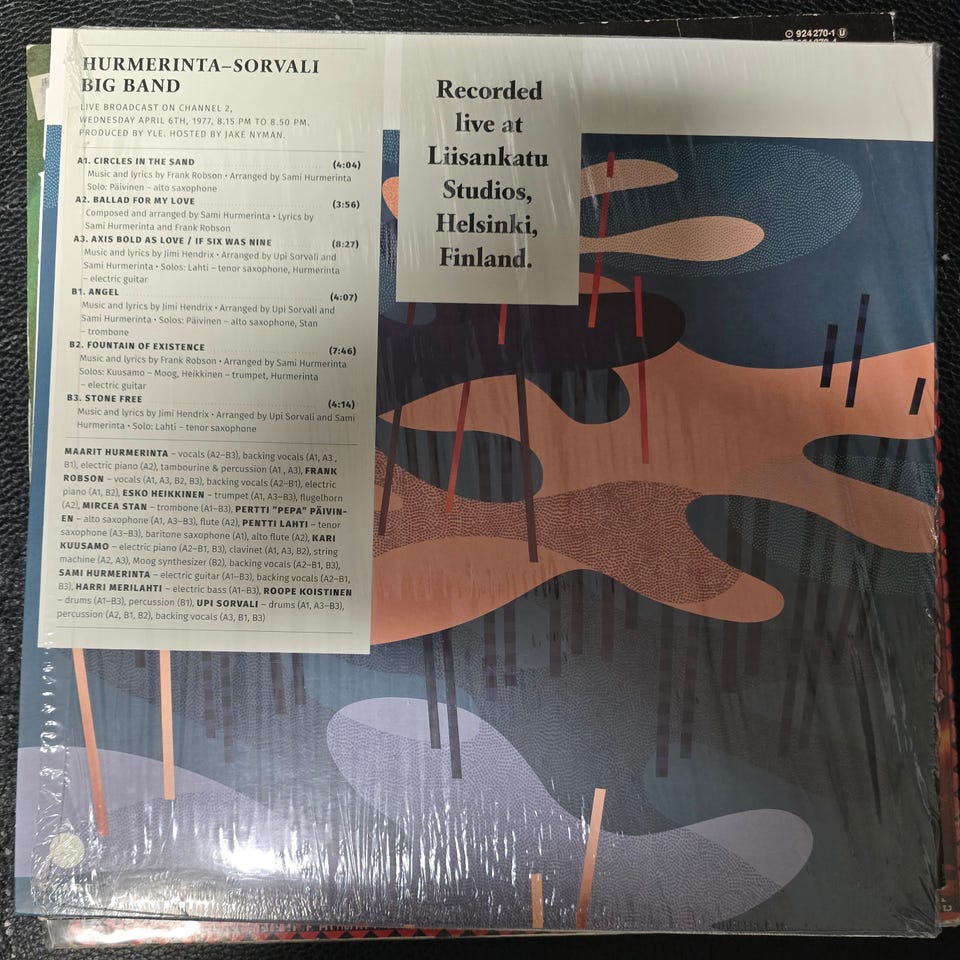 ℗ 924 270-1 Ⓤ
HURMERINTA–SORVALI
BIG BAND
LIVE BROADCAST ON CHANNEL 2,
WEDNESDAY APRIL 6TH, 1977, 8.15 PM TO 8.50 PM.
PRODUCED BY YLE. HOSTED BY JAKE NYMAN.
A1. CIRCLES IN THE SAND (4:04)
Music and lyrics by Frank Robson • Arranged by Sami Hurmerinta
Solo: Päivinen – alto saxophone
A2. BALLAD FOR MY LOVE (3:56)
Composed and arranged by Sami Hurmerinta • Lyrics by
Sami Hurmerinta and Frank Robson
A3. AXIS BOLD AS LOVE / IF SIX WAS NINE (8:27)
Music and lyrics by Jimi Hendrix • Arranged by Upi Sorvali and
Sami Hurmerinta • Solos: Lahti – tenor saxophone, Hurmerinta
– electric guitar
B1. ANGEL (4:07)
Music and lyrics by Jimi Hendrix • Arranged by Upi Sorvali and
Sami Hurmerinta • Solos: Päivinen – alto saxophone, Stan
– trombone
B2. FOUNTAIN OF EXISTENCE (7:46)
Music and lyrics by Frank Robson • Arranged by Sami Hurmerinta
Solos: Kuusamo – Moog, Heikkinen – trumpet, Hurmerinta
– electric guitar
B3. STONE FREE (4:14)
Music and lyrics by Jimi Hendrix • Arranged by Upi Sorvali and Sami
Hurmerinta • Solo: Lahti – tenor saxophone
MAARIT HURMERINTA – vocals (A2–B3), backing vocals (A1, A3,
B1), electric piano (A2), tambourine & percussion (A1, A3), FRANK
ROBSON – vocals (A1, A3, B2, B3), backing vocals (A2–B1), electric
piano (A1, B2), ESKO HEIKKINEN – trumpet (A1, A3–B3), flugelhorn
(A2), MIRCEA STAN – trombone (A1–B3), PERTTI "PEPA" PÄIVIN-
EN – alto saxophone (A1, A3–B3), flute (A2), PENTTI LAHTI – tenor
saxophone (A3–B3), baritone saxophone (A1), alto flute (A2), KARI
KUUSAMO – electric piano (A2–B1, B3), clavinet (A1, A3, B2), string
machine (A2, A3), Moog synthesizer (B2), backing vocals (A2–B1, B3),
SAMI HURMERINTA – electric guitar (A1–B3), backing vocals (A2–B1,
B3), HARRI MERILAHTI – electric bass (A1–B3), ROOPE KOISTINEN
– drums (A1–B3), percussion (B1), UPI SORVALI – drums (A1, A3–B3),
percussion (A2, B1, B2), backing vocals (A3, B1, B3)
Recorded
live at
Liisankatu
Studios,
Helsinki,
Finland.